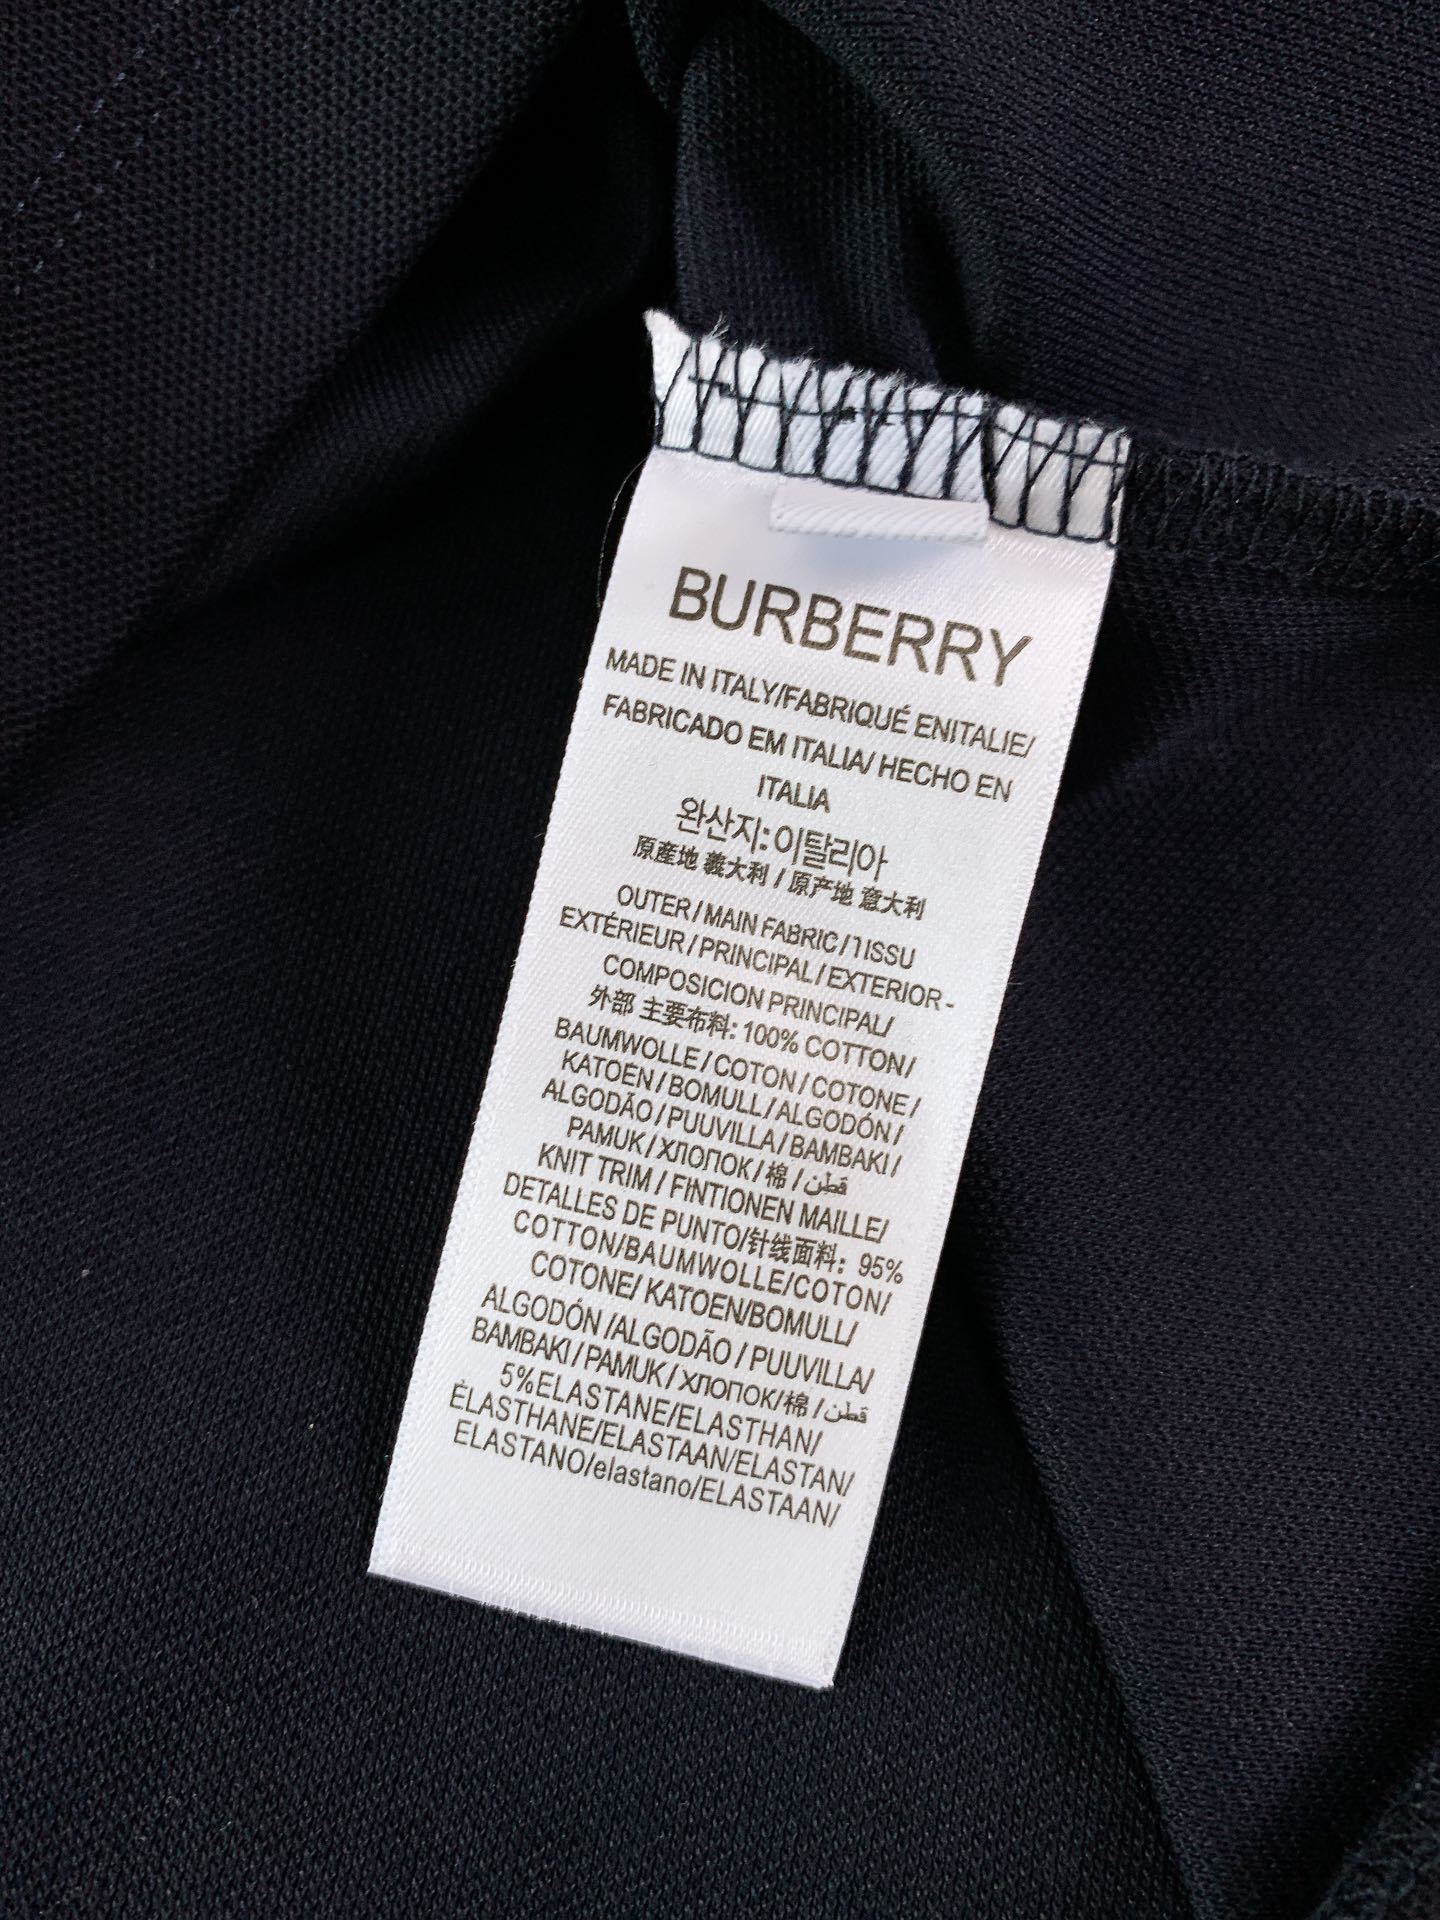 BURBERRY
MADE IN ITALY/FABRIQUÉ ENITALIE/
FABRICADO EM ITALIA/ HECHO EN
ITALIA
완산지:이탈리아
原產地 義大利 / 原产地 意大利
OUTER/MAIN FABRIC/TISSU
EXTÉRIEUR/PRINCIPAL/EXTERIOR-
COMPOSICION PRINCIPAL/
外部 主要布料: 100% COTTON/
BAUMWOLLE/COTON/COTONE/
KATOEN/BOMULL/ALGODÓN/
ALGODÃO/PUUVILLA/BAMBAKI/
PAMUK/ХЛОПОК/棉/قطن
KNIT TRIM/FINTIONEN MAILLE/
DETALLES DE PUNTO/针线面料: 95%
COTTON/BAUMWOLLE/COTON/
COTONE/ KATOEN/BOMULL/
ALGODÓN /ALGODÃO / PUUVILLA/
BAMBAKI/PAMUK/ХЛОПОК/棉/قطن
5%ELASTANE/ELASTHAN/
ÉLASTHANE/ELASTAAN/ELASTAN/
ELASTANO/elastano/ELASTAAN/